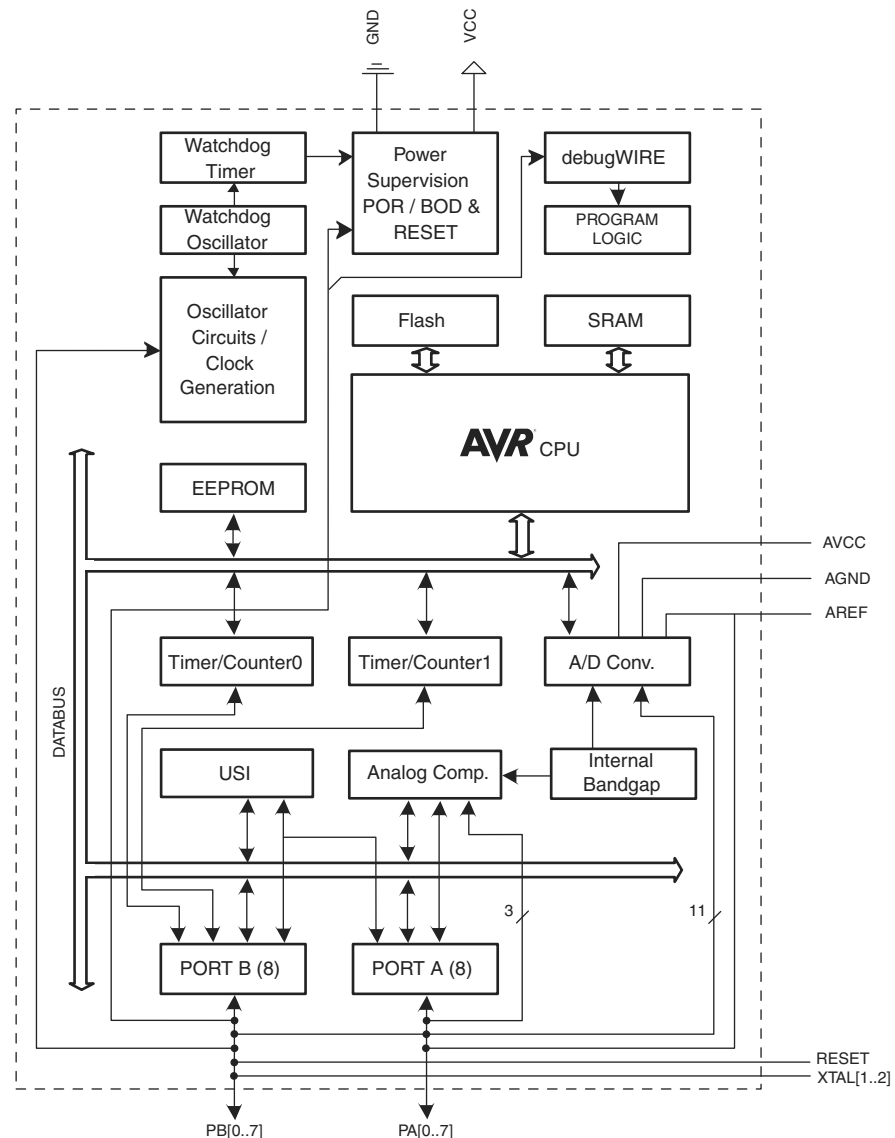 GND
VCC
Watchdog
Timer
Power
Supervision
POR / BOD &
RESET
debugWIRE
Watchdog
Oscillator
PROGRAM
LOGIC
Oscillator
Circuits /
Clock
Generation
Flash
SRAM
AVR® CPU
EEPROM
AVCC
AGND
AREF
Timer/Counter0
Timer/Counter1
A/D Conv.
DATABUS
USI
Analog Comp.
Internal
Bandgap
3
11
PORT B (8)
PORT A (8)
RESET
XTAL[1..2]
PB[0..7]
PA[0..7]